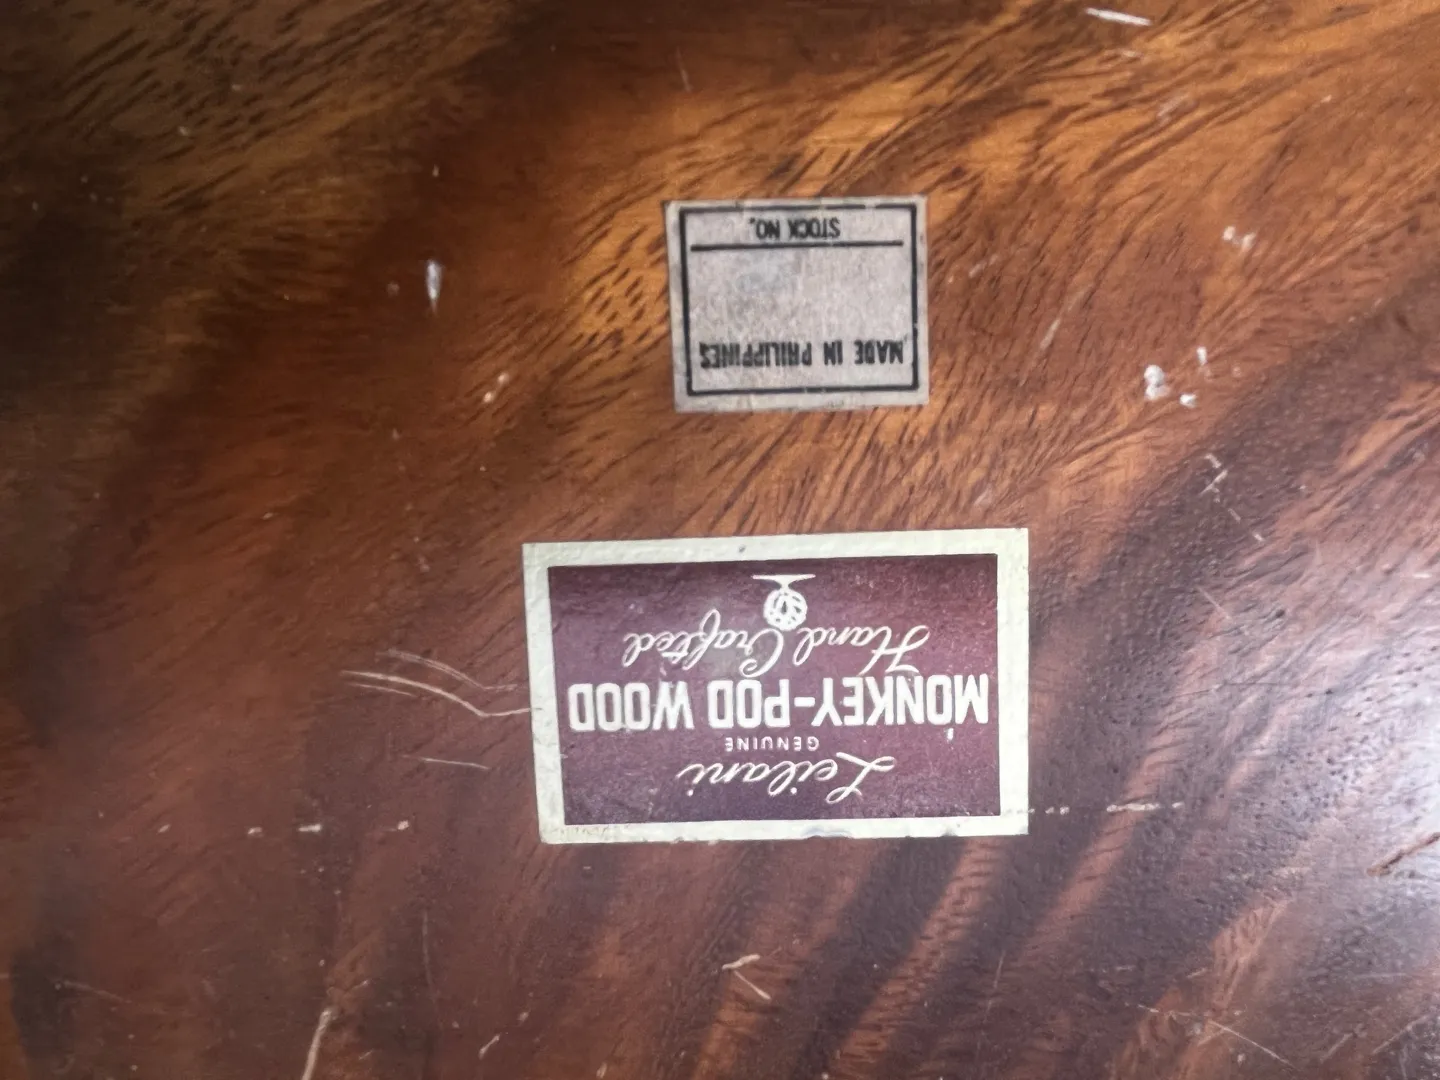 Leilani
GENUINE
MONKEY-POD WOOD
Hand Crafted
MADE IN PHILIPPINES
STOCK NO.